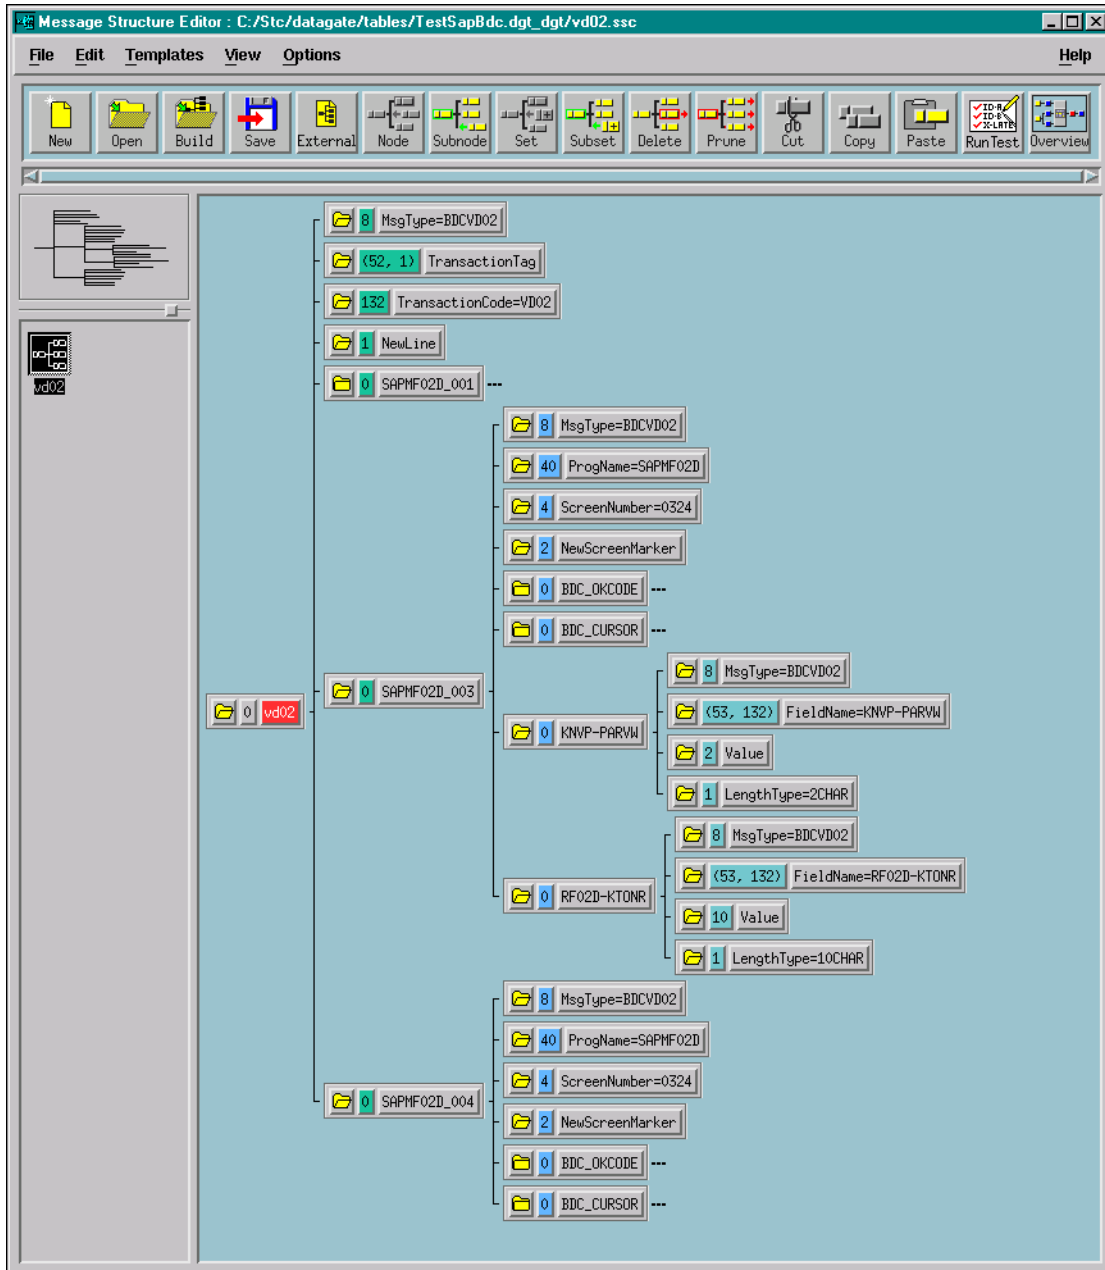 Message Structure Editor : C:/Stc/datagate/tables/TestSapBdc.dgt_dgt/vd02.ssc
File Edit Templates View Options Help
New Open Build Save External Node Subnode Set Subset Delete Prune Cut Copy Paste RunTest Overview
8 MsgType=BDCVD02
(52, 1) TransactionTag
132 TransactionCode=VD02
1 NewLine
vd02
0 SAPMF02D_001 ---
8 MsgType=BDCVD02
40 ProgName=SAPMF02D
4 ScreenNumber=0324
2 NewScreenMarker
0 BDC_OKCODE ---
0 BDC_CURSOR ---
8 MsgType=BDCVD02
0 SAPMF02D_003
0 vd02
(53, 132) FieldName=KNVP-PARVW
0 KNVP-PARVW
2 Value
1 LengthType=2CHAR
8 MsgType=BDCVD02
(53, 132) FieldName=RF02D-KTONR
0 RF02D-KTONR
10 Value
1 LengthType=10CHAR
8 MsgType=BDCVD02
40 ProgName=SAPMF02D
4 ScreenNumber=0324
0 SAPMF02D_004
2 NewScreenMarker
0 BDC_OKCODE ---
0 BDC_CURSOR ---